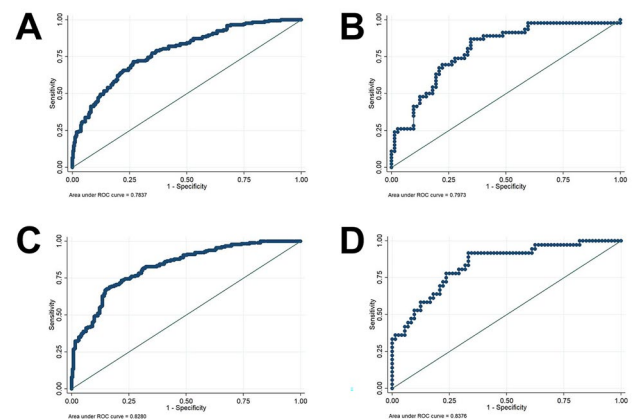 A
Sensitivity
0.00 0.25 0.50 0.75 1.00
0.00 0.25 0.50 0.75 1.00
1 - Specificity
Area under ROC curve = 0.7837
B
Sensitivity
0.00 0.25 0.50 0.75 1.00
0.00 0.25 0.50 0.75 1.00
1 - Specificity
Area under ROC curve = 0.7973
C
Sensitivity
0.00 0.25 0.50 0.75 1.00
0.00 0.25 0.50 0.75 1.00
1 - Specificity
Area under ROC curve = 0.8280
D
Sensitivity
0.00 0.25 0.50 0.75 1.00
0.00 0.25 0.50 0.75 1.00
1 - Specificity
Area under ROC curve = 0.8376